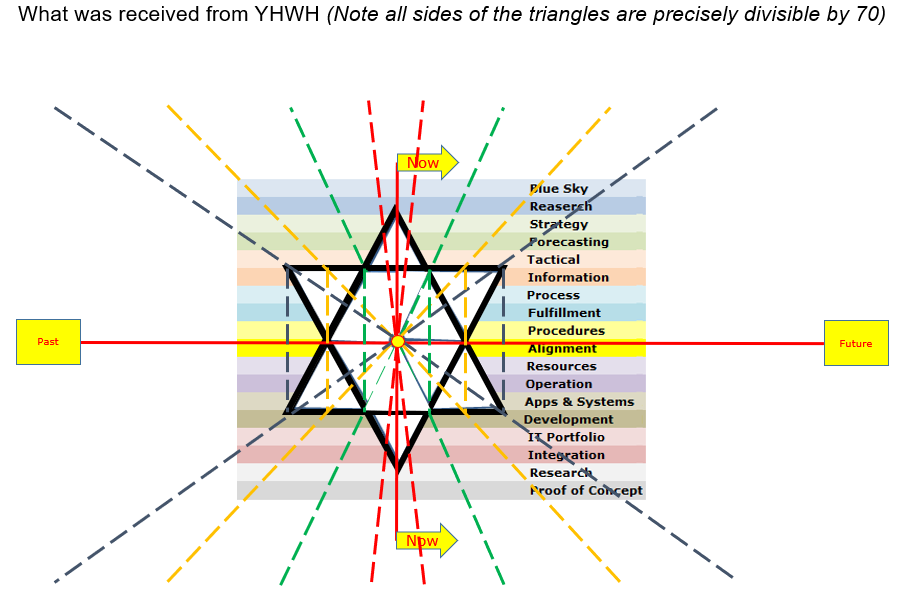 What was received from YHWH (Note all sides of the triangles are precisely divisible by 70)
Now
Blue Sky
Reaserch
Strategy
Forecasting
Tactical
Information
Process
Fulfillment
Procedures
Past
Future
Alignment
Resources
Operation
Apps & Systems
Development
IT Portfolio
Integration
Research
Proof of Concept
Now